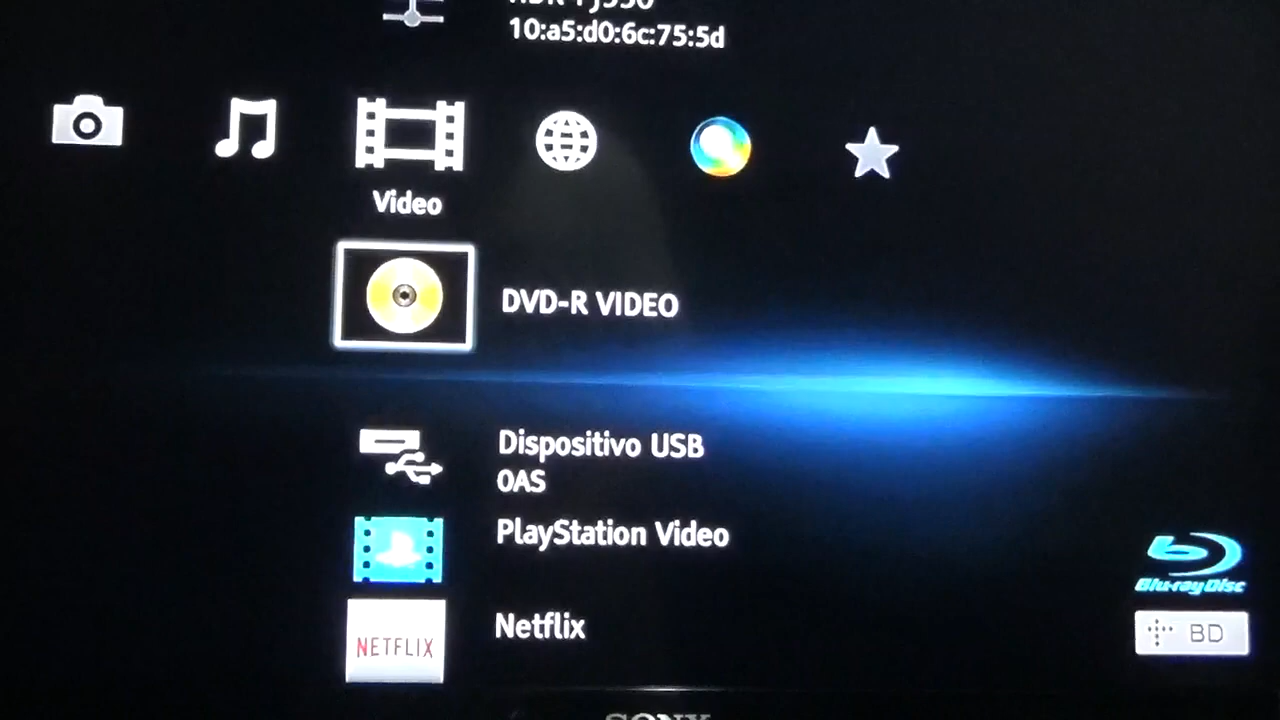 10:a5:d0:6c:75:5d
Video
DVD-R VIDEO
Dispositivo USB
OAS
PlayStation Video
NETFLIX
Netflix
Blu-ray Disc
BD
SONY